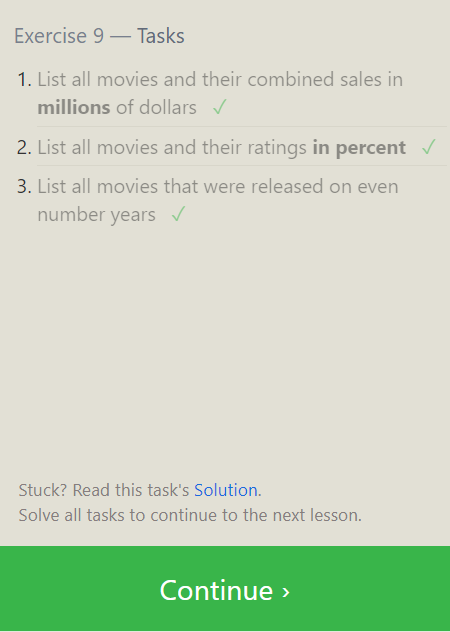 Exercise 9 — Tasks
1. List all movies and their combined sales in
millions of dollars ✓
2. List all movies and their ratings in percent ✓
3. List all movies that were released on even
number years ✓
Stuck? Read this task's Solution.
Solve all tasks to continue to the next lesson.
Continue ›